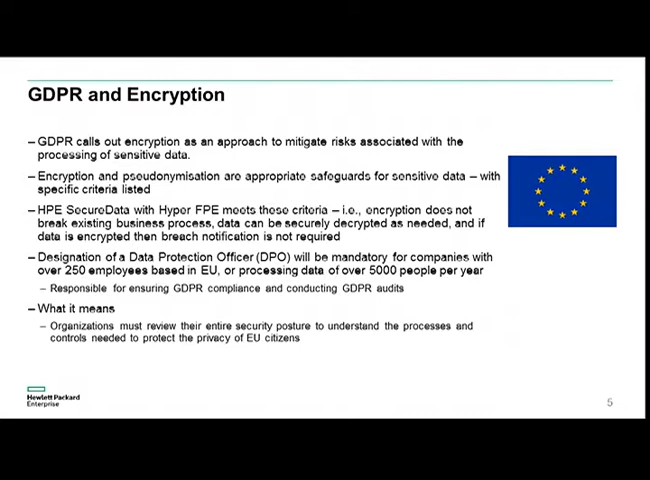 GDPR and Encryption
– GDPR calls out encryption as an approach to mitigate risks associated with the
processing of sensitive data.
– Encryption and pseudonymisation are appropriate safeguards for sensitive data – with
specific criteria listed
– HPE SecureData with Hyper FPE meets these criteria – i.e., encryption does not
break existing business process, data can be securely decrypted as needed, and if
data is encrypted then breach notification is not required
– Designation of a Data Protection Officer (DPO) will be mandatory for companies with
over 250 employees based in EU, or processing data of over 5000 people per year
– Responsible for ensuring GDPR compliance and conducting GDPR audits
– What it means
– Organizations must review their entire security posture to understand the processes and
controls needed to protect the privacy of EU citizens
Hewlett Packard
Enterprise
5